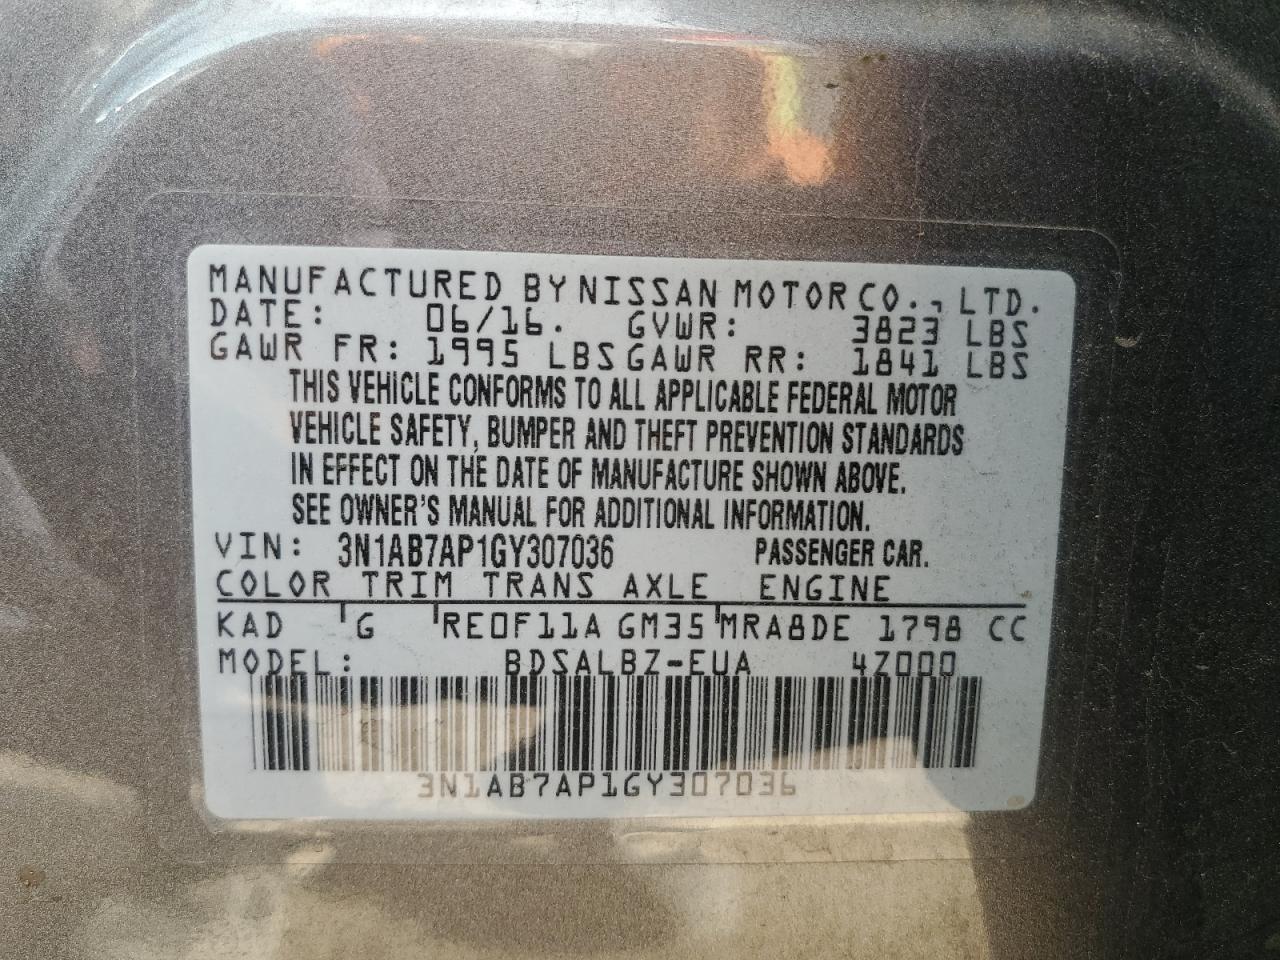 MANUFACTURED BY NISSAN MOTOR CO., LTD.
DATE: 06/16. GVWR: 3823 LBS
GAWR FR: 1995 LBS GAWR RR: 1841 LBS
THIS VEHICLE CONFORMS TO ALL APPLICABLE FEDERAL MOTOR
VEHICLE SAFETY, BUMPER AND THEFT PREVENTION STANDARDS
IN EFFECT ON THE DATE OF MANUFACTURE SHOWN ABOVE.
SEE OWNER'S MANUAL FOR ADDITIONAL INFORMATION.
VIN: 3N1AB7AP1GY307036 PASSENGER CAR.
COLOR TRIM TRANS AXLE ENGINE
KAD G RE0F11A GM35 MRA8DE 1798 CC
MODEL: BDSALBZ-EUA 4Z000
3N1AB7AP1GY307036